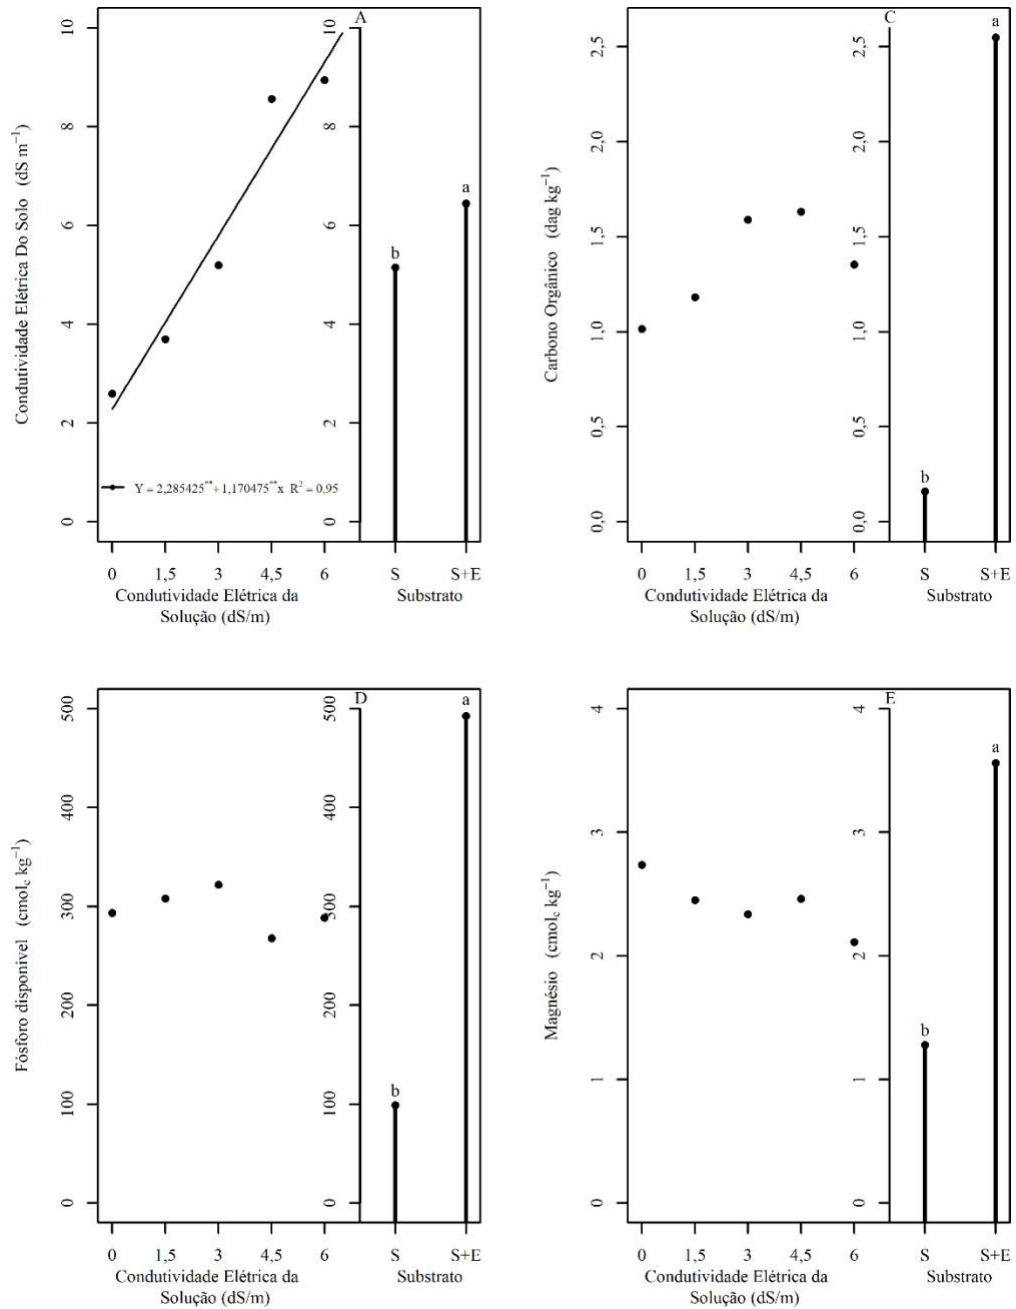 A
Condutividade Elétrica Do Solo (dS m⁻¹)
10
8
6
4
2
0
10
8
6
4
2
0
a
b
Y = 2,285425** + 1,170475** x R² = 0,95
0 1,5 3 4,5 6
Condutividade Elétrica da
Solução (dS/m)
S S+E
Substrato
C
Carbono Orgânico (dag kg⁻¹)
2,5
2,0
1,5
1,0
0,5
0,0
2,5
2,0
1,5
1,0
0,5
0,0
a
b
0 1,5 3 4,5 6
Condutividade Elétrica da
Solução (dS/m)
S S+E
Substrato
D
Fósforo disponivel (cmol꜀ kg⁻¹)
500
400
300
200
100
0
500
400
300
200
100
0
a
b
0 1,5 3 4,5 6
Condutividade Elétrica da
Solução (dS/m)
S S+E
Substrato
E
Magnésio (cmol꜀ kg⁻¹)
4
3
2
1
0
4
3
2
1
0
a
b
0 1,5 3 4,5 6
Condutividade Elétrica da
Solução (dS/m)
S S+E
Substrato